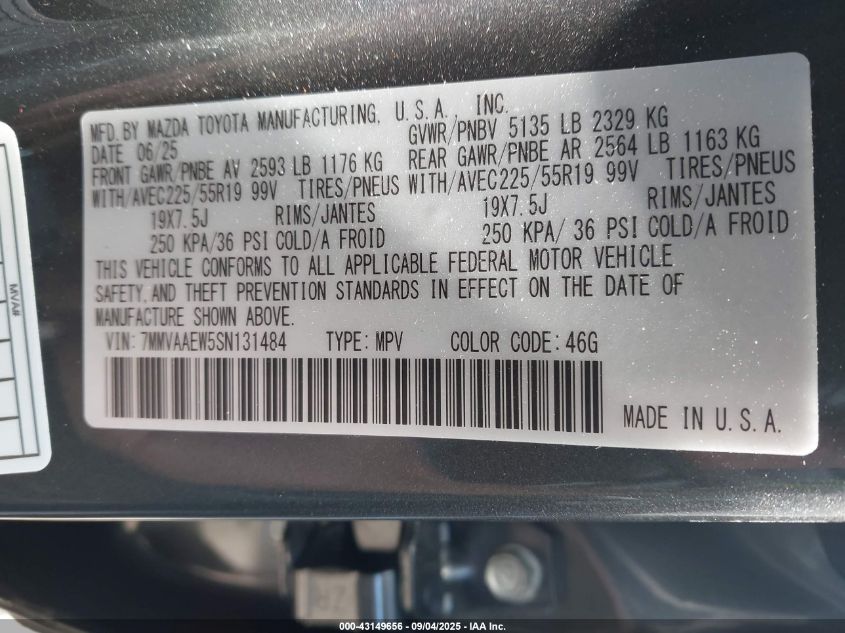 MFD. BY MAZDA TOYOTA MANUFACTURING, U.S.A. INC.
DATE 06/25 GVWR/PNBV 5135 LB 2329 KG
FRONT GAWR/PNBE AV 2593 LB 1176 KG REAR GAWR/PNBE AR 2564 LB 1163 KG
WITH/AVEC225/55R19 99V TIRES/PNEUS WITH/AVEC225/55R19 99V TIRES/PNEUS
19X7.5J RIMS/JANTES 19X7.5J RIMS/JANTES
250 KPA/36 PSI COLD/A FROID 250 KPA/ 36 PSI COLD/A FROID
THIS VEHICLE CONFORMS TO ALL APPLICABLE FEDERAL MOTOR VEHICLE
SAFETY, AND THEFT PREVENTION STANDARDS IN EFFECT ON THE DATE OF
MANUFACTURE SHOWN ABOVE.
VIN: 7MMVAAEW5SN131484 TYPE: MPV COLOR CODE: 46G
MADE IN U.S.A.
MVA#
000-43149656 - 09/04/2025 - IAA Inc.